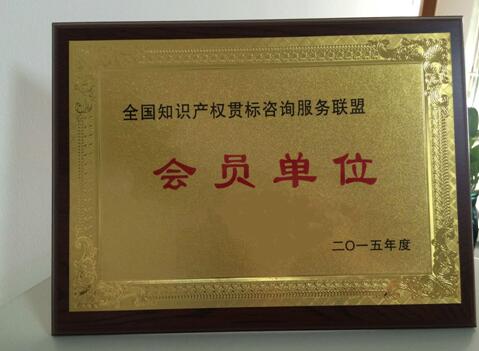 全国知识产权贯标咨询服务联盟
会员单位
二〇一五年度